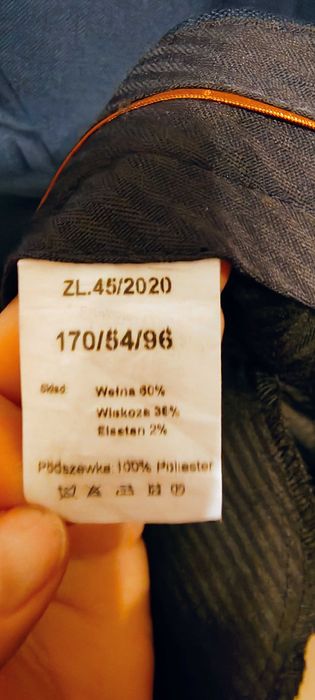 ZL.45/2020
170/54/96
Skład: Wełna 60%
Wiskoza 38%
Elastan 2%
Podszewka: 100% Poliester